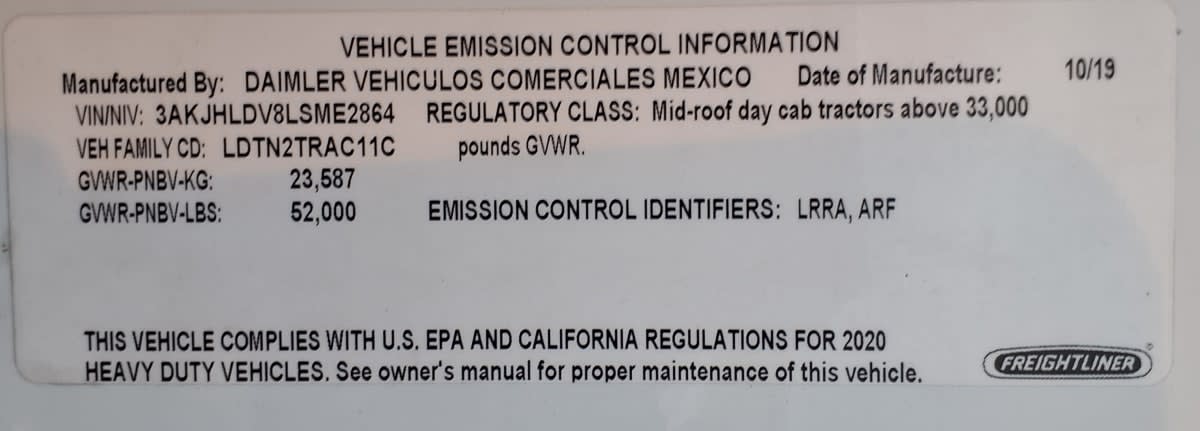 VEHICLE EMISSION CONTROL INFORMATION
Manufactured By: DAIMLER VEHICULOS COMERCIALES MEXICO Date of Manufacture: 10/19
VIN/NIV: 3AKJHLDV8LSME2864 REGULATORY CLASS: Mid-roof day cab tractors above 33,000
VEH FAMILY CD: LDTN2TRAC11C pounds GVWR.
GVWR-PNBV-KG: 23,587
GVWR-PNBV-LBS: 52,000 EMISSION CONTROL IDENTIFIERS: LRRA, ARF
THIS VEHICLE COMPLIES WITH U.S. EPA AND CALIFORNIA REGULATIONS FOR 2020
HEAVY DUTY VEHICLES. See owner's manual for proper maintenance of this vehicle.
FREIGHTLINER